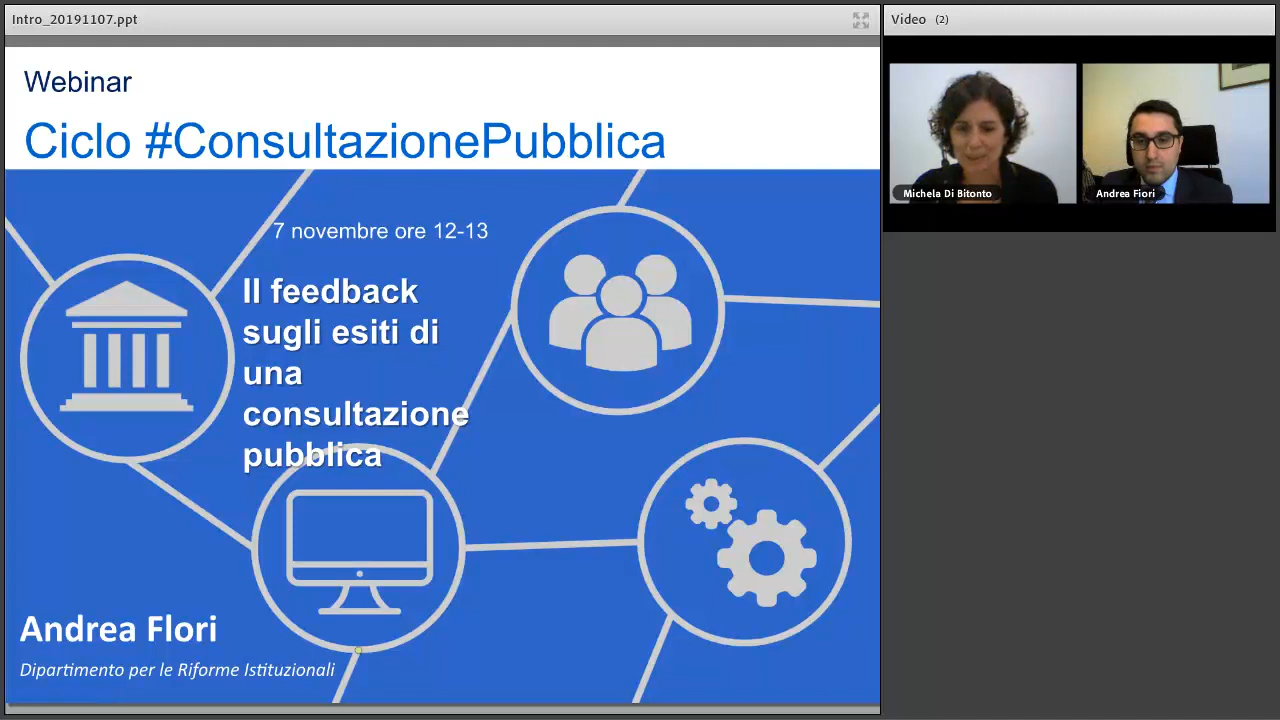 Intro_20191107.ppt
Webinar
Ciclo #ConsultazionePubblica
7 novembre ore 12-13
Il feedback
sugli esiti di
una
consultazione
pubblica
Andrea Flori
Dipartimento per le Riforme Istituzionali
Video (2)
Michela Di Bitonto
Andrea Fiori